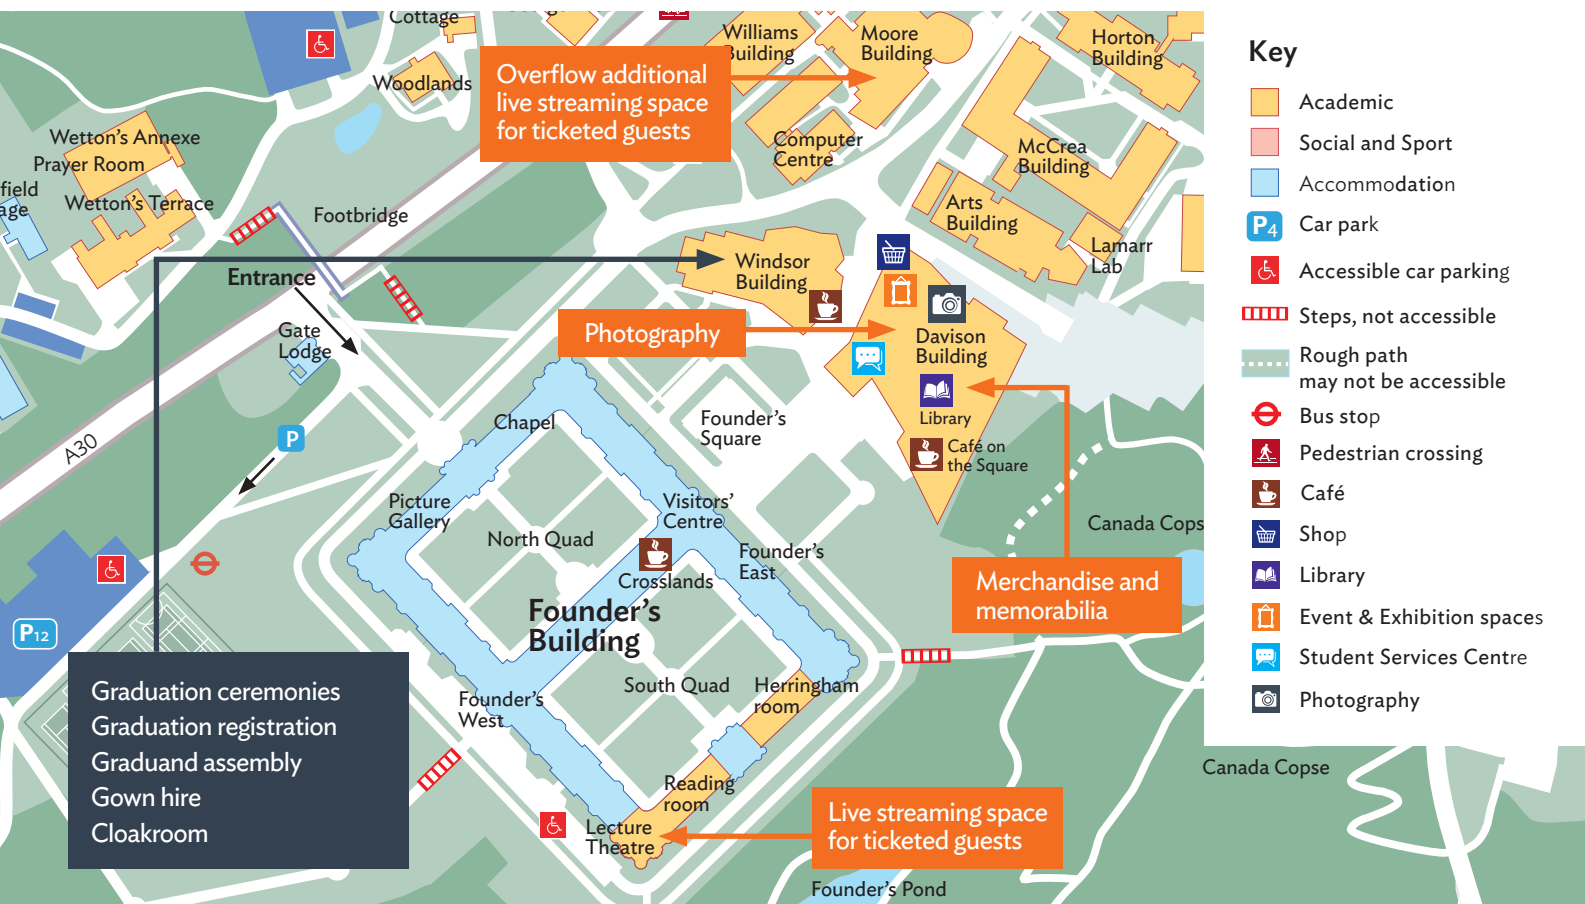 Cottage
Williams
Building
Moore
Building
Horton
Building
Woodlands
Overflow additional
live streaming space
for ticketed guests
Computer
Centre
McCrea
Building
Wetton's Annexe
Prayer Room
Wetton's Terrace
field
age
Footbridge
Arts
Building
Lamarr
Lab
Entrance
Windsor
Building
Gate
Lodge
Photography
Davison
Building
Library
Café on
the Square
Founder's
Square
Chapel
A30
P
Picture
Gallery
Visitors'
Centre
North Quad
Crosslands
Founder's
East
Canada Cops
Merchandise and
memorabilia
Founder's
Building
P12
South Quad
Herringham
room
Founder's
West
Graduation ceremonies
Graduation registration
Graduand assembly
Gown hire
Cloakroom
Reading
room
Lecture
Theatre
Live streaming space
for ticketed guests
Founder's Pond
Canada Copse
Key
Academic
Social and Sport
Accommodation
P4
Car park
Accessible car parking
Steps, not accessible
Rough path
may not be accessible
Bus stop
Pedestrian crossing
Café
Shop
Library
Event & Exhibition spaces
Student Services Centre
Photography